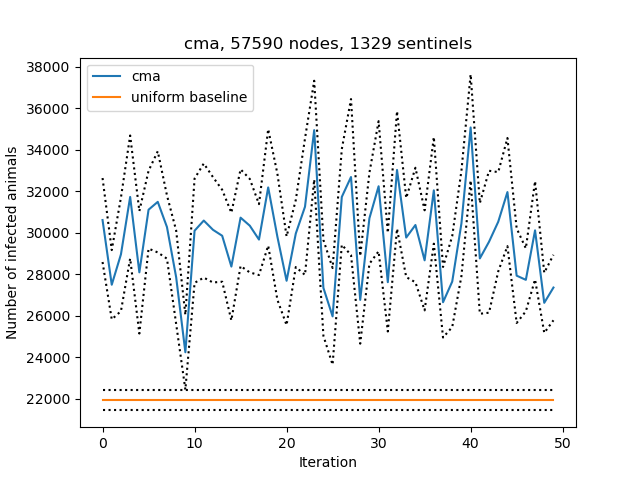 cma, 57590 nodes, 1329 sentinels
cma
uniform baseline
Number of infected animals
38000
36000
34000
32000
30000
28000
26000
24000
22000
0 10 20 30 40 50
Iteration